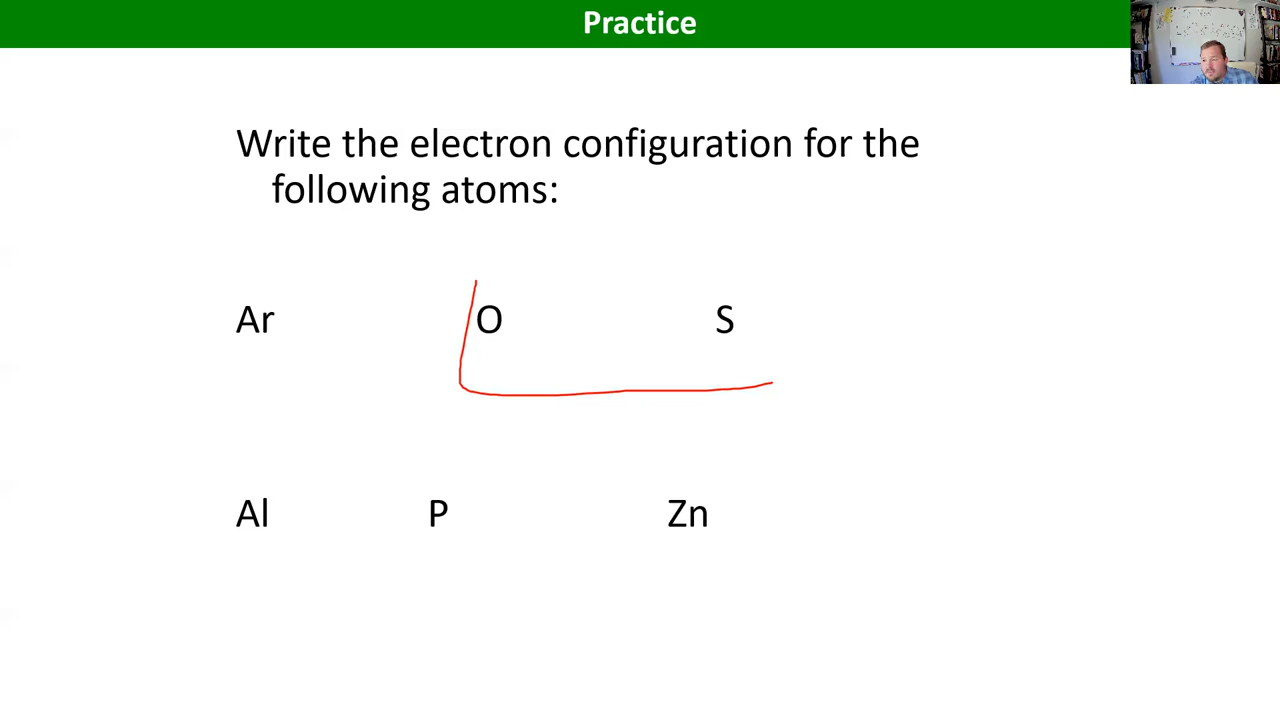 Practice
Write the electron configuration for the
following atoms:
Ar O S
Al P Zn